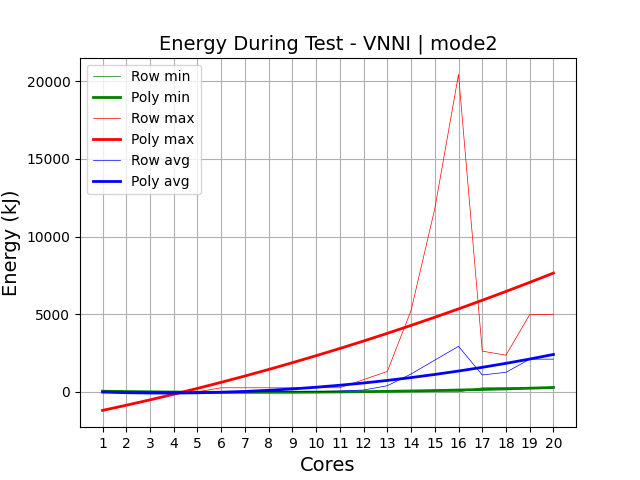 Energy During Test - VNNI | mode2
Row min
Poly min
Row max
Poly max
Row avg
Poly avg
Energy (kJ)
20000
15000
10000
5000
0
1 2 3 4 5 6 7 8 9 10 11 12 13 14 15 16 17 18 19 20
Cores